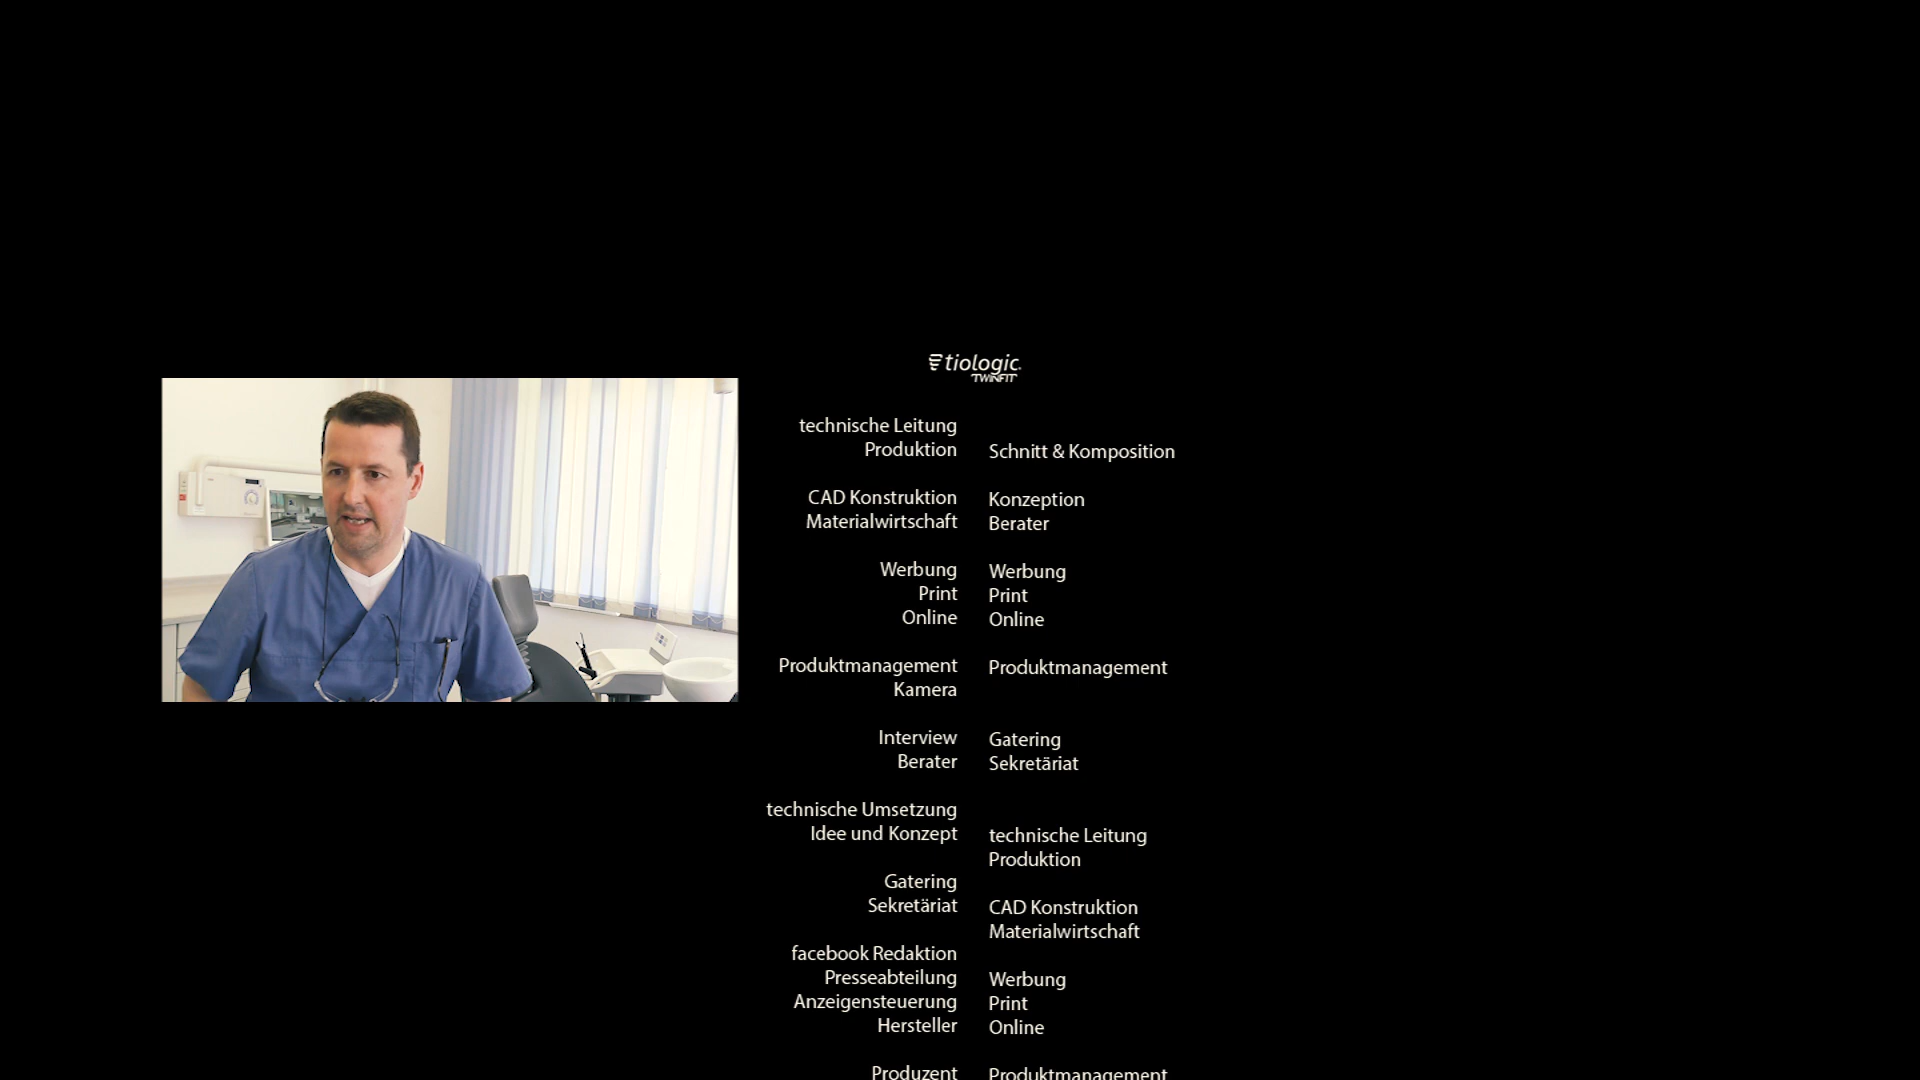 tiologic
TWINFIT
technische Leitung
Produktion
CAD Konstruktion
Materialwirtschaft
Werbung
Print
Online
Produktmanagement
Kamera
Interview
Berater
technische Umsetzung
Idee und Konzept
Gatering
Sekretäriat
facebook Redaktion
Presseabteilung
Anzeigensteuerung
Hersteller
Produzent
Schnitt & Komposition
Konzeption
Berater
Werbung
Print
Online
Produktmanagement
Gatering
Sekretäriat
technische Leitung
Produktion
CAD Konstruktion
Materialwirtschaft
Werbung
Print
Online
Produktmanagement